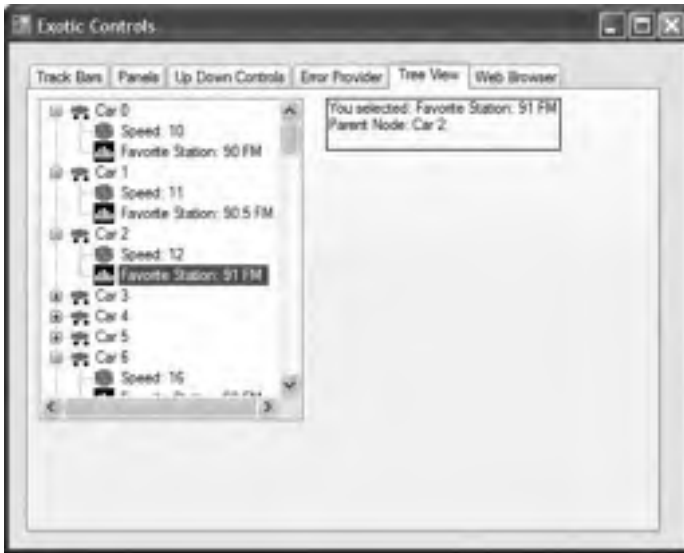 Exotic Controls
Track Bars
Panels
Up Down Controls
Error Provider
Tree View
Web Browser
Car 0
Speed: 10
Favorite Station: 90 FM
Car 1
Speed: 11
Favorite Station: 90.5 FM
Car 2
Speed: 12
Favorite Station: 91 FM
Car 3
Car 4
Car 5
Car 6
Speed: 16
You selected: Favorite Station: 91 FM
Parent Node: Car 2